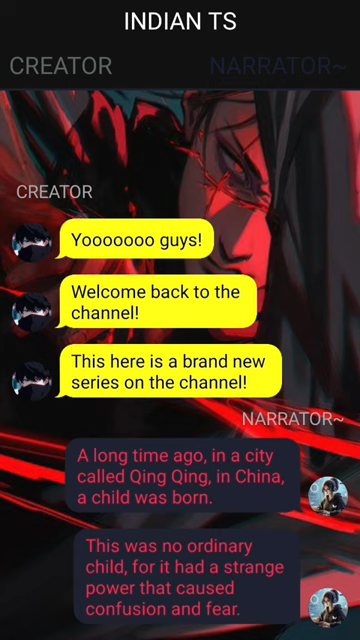 INDIAN TS
CREATOR NARRATOR~
CREATOR
Yooooooo guys!
Welcome back to the
channel!
This here is a brand new
series on the channel!
NARRATOR~
A long time ago, in a city
called Qing Qing, in China,
a child was born.
This was no ordinary
child, for it had a strange
power that caused
confusion and fear.